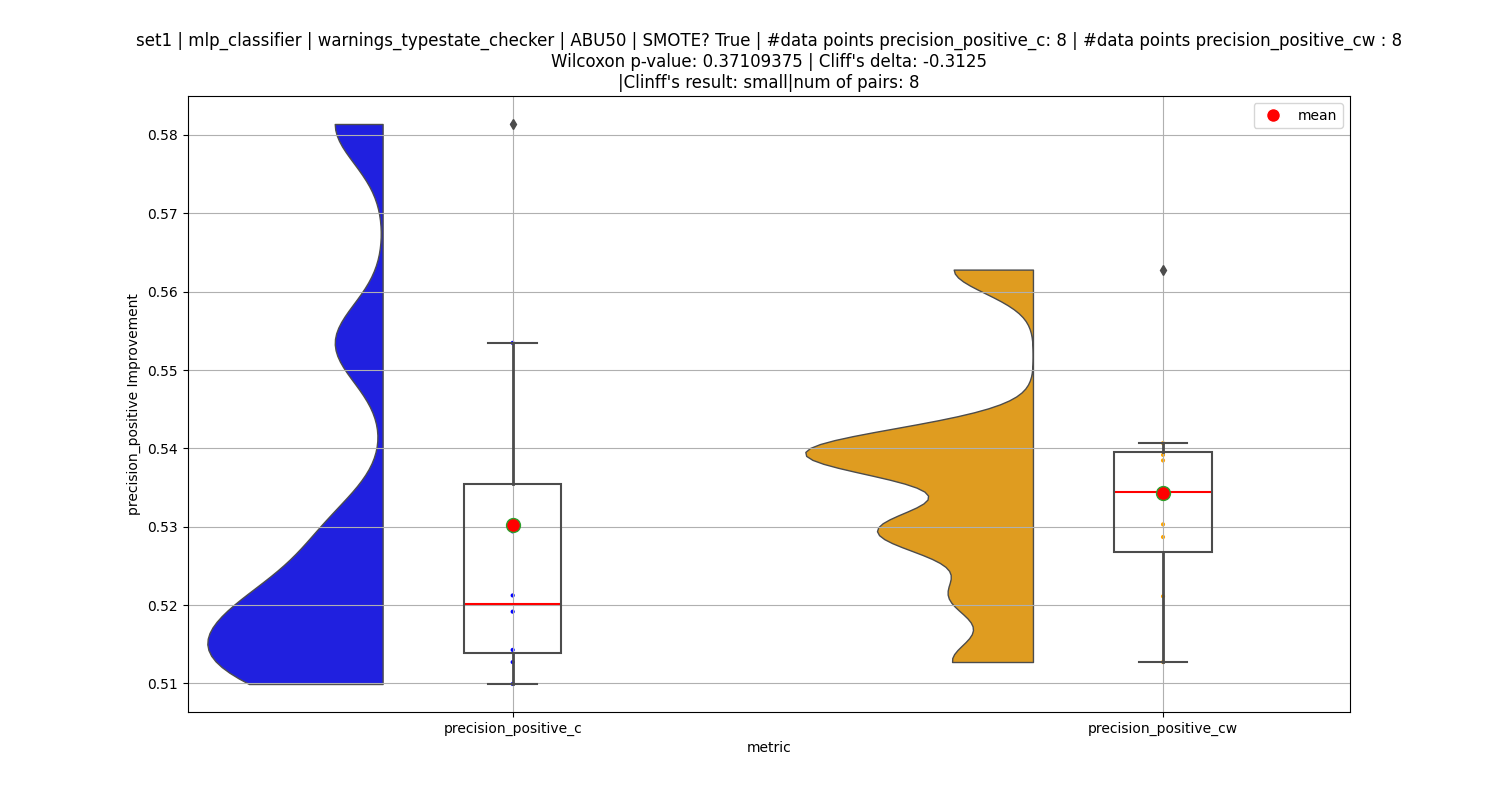 set1 | mlp_classifier | warnings_typestate_checker | ABU50 | SMOTE? True | #data points precision_positive_c: 8 | #data points precision_positive_cw : 8
Wilcoxon p-value: 0.37109375 | Cliff's delta: -0.3125
|Clinff's result: small|num of pairs: 8
mean
0.58
0.57
0.56
0.55
0.54
0.53
0.52
0.51
precision_positive Improvement
precision_positive_c
precision_positive_cw
metric